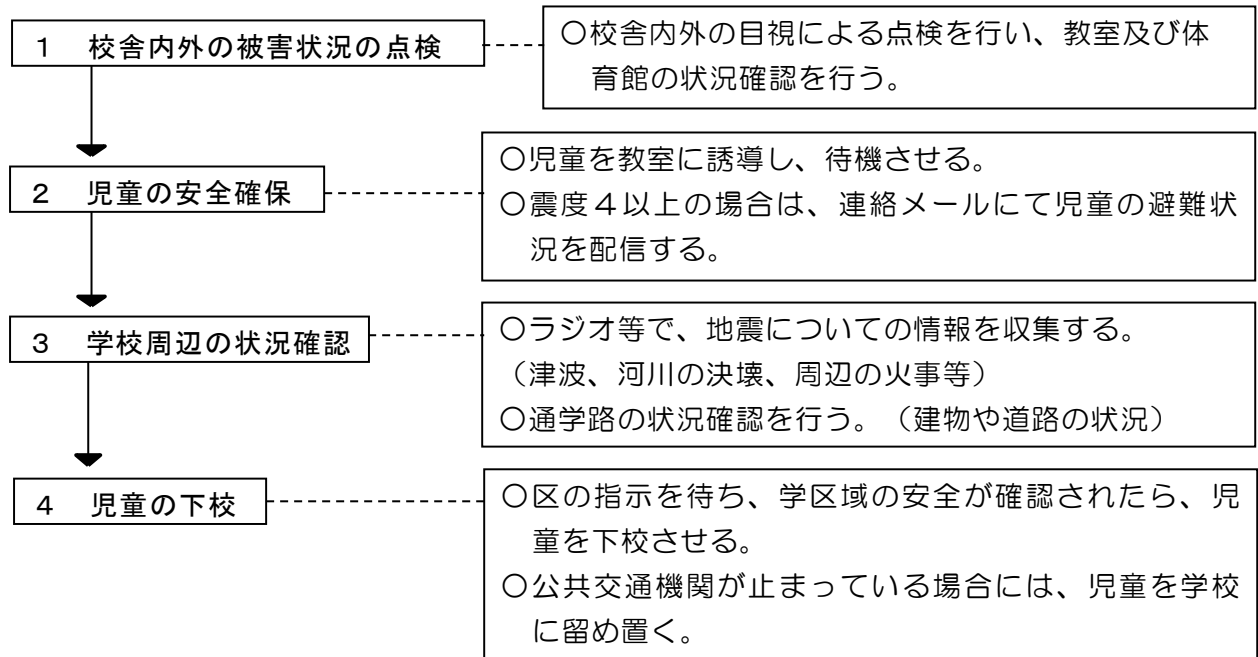 １　校舎内外の被害状況の点検
〇校舎内外の目視による点検を行い、教室及び体
育館の状況確認を行う。
２　児童の安全確保
〇児童を教室に誘導し、待機させる。
〇震度４以上の場合は、連絡メールにて児童の避難状
況を配信する。
３　学校周辺の状況確認
〇ラジオ等で、地震についての情報を収集する。
（津波、河川の決壊、周辺の火事等）
〇通学路の状況確認を行う。（建物や道路の状況）
４　児童の下校
〇区の指示を待ち、学区域の安全が確認されたら、児
童を下校させる。
〇公共交通機関が止まっている場合には、児童を学校
に留め置く。